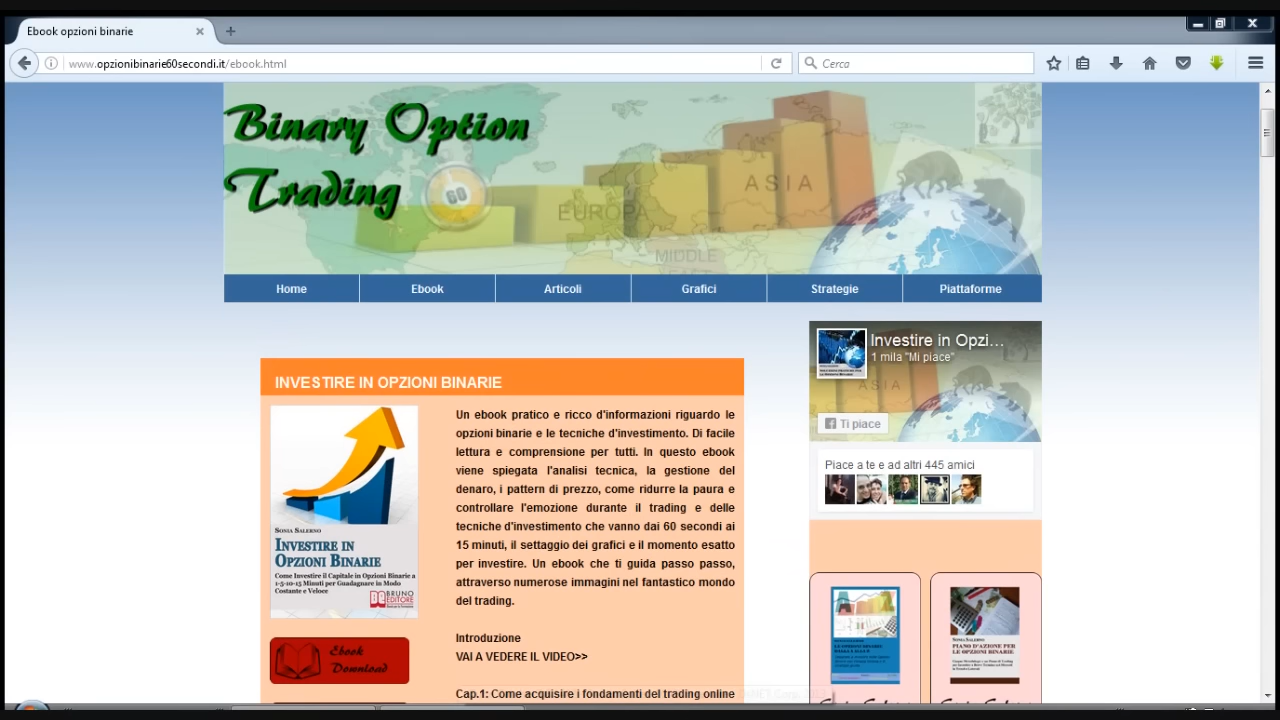 Ebook opzioni binarie
www.opzionibinarie60secondi.it/ebook.html
Cerca
Binary Option
Trading
60
EUROPA
ASIA
MIDDLE
EAST
Home
Ebook
Articoli
Grafici
Strategie
Piattaforme
INVESTIRE IN OPZIONI BINARIE
Un ebook pratico e ricco d'informazioni riguardo le
opzioni binarie e le tecniche d'investimento. Di facile
lettura e comprensione per tutti. In questo ebook
viene spiegata l'analisi tecnica, la gestione del
denaro, i pattern di prezzo, come ridurre la paura e
controllare l'emozione durante il trading e delle
tecniche d'investimento che vanno dai 60 secondi ai
15 minuti, il settaggio dei grafici e il momento esatto
per investire. Un ebook che ti guida passo passo,
attraverso numerose immagini nel fantastico mondo
del trading.
Introduzione
VAI A VEDERE IL VIDEO>>
Cap.1: Come acquisire i fondamenti del trading online
SONIA SALERNO
INVESTIRE IN
OPZIONI BINARIE
Come Investire il Capitale in Opzioni Binarie a
1-5-10-15 Minuti per Guadagnare in Modo
Costante e Veloce
BRUNO
EDITORE
Ebook
Download
Investire in Opzi...
1 mila "Mi piace"
ASIA
Ti piace
Piace a te e ad altri 445 amici
SONIA SALERNO
PIANO D'AZIONE PER
LE OPZIONI BINARIE